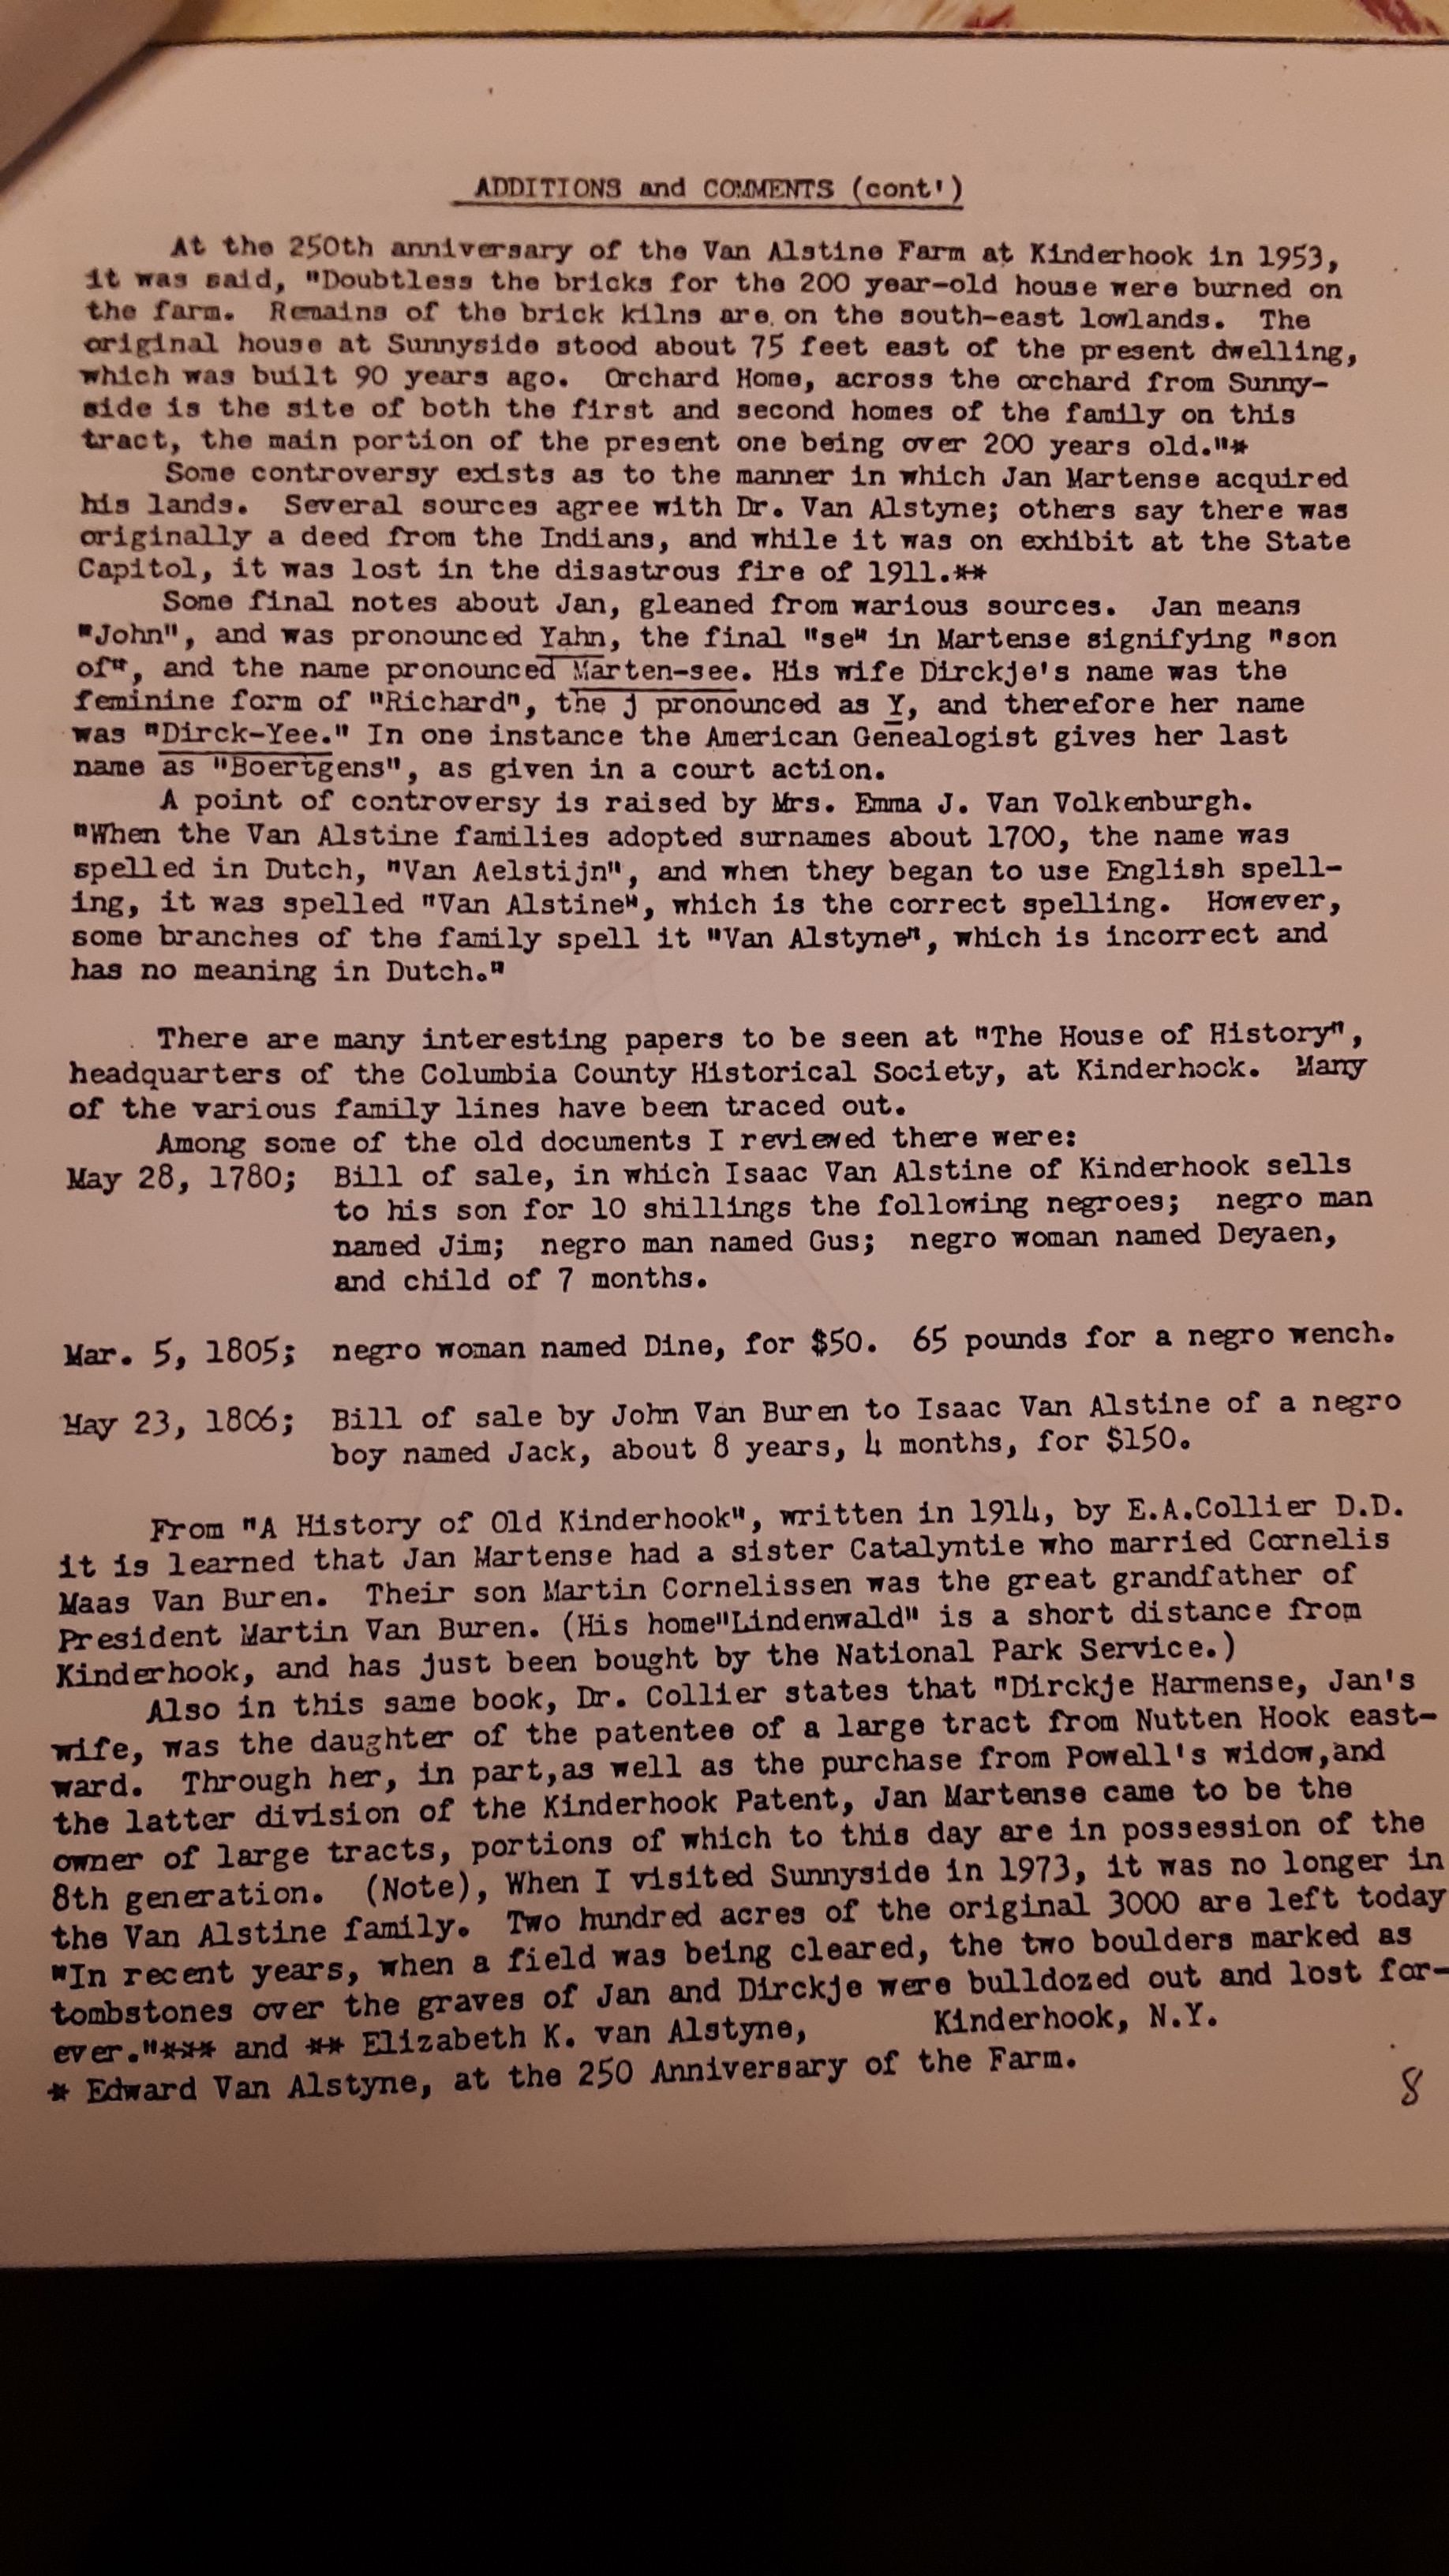 ADDITIONS and COMMENTS (cont')
At the 250th anniversary of the Van Alstine Farm at Kinderhook in 1953,
it was said, "Doubtless the bricks for the 200 year-old house were burned on
the farm. Remains of the brick kilns are on the south-east lowlands. The
original house at Sunnyside stood about 75 feet east of the present dwelling,
which was built 90 years ago. Orchard Home, across the orchard from Sunny-
side is the site of both the first and second homes of the family on this
tract, the main portion of the present one being over 200 years old."*
Some controversy exists as to the manner in which Jan Martense acquired
his lands. Several sources agree with Dr. Van Alstyne; others say there was
originally a deed from the Indians, and while it was on exhibit at the State
Capitol, it was lost in the disastrous fire of 1911.**
Some final notes about Jan, gleaned from warious sources. Jan means
"John", and was pronounced Yahn, the final "se" in Martense signifying "son
of", and the name pronounced Marten-see. His wife Dirckje's name was the
feminine form of "Richard", the j pronounced as Y, and therefore her name
was "Dirck-Yee." In one instance the American Genealogist gives her last
name as "Boertgens", as given in a court action.
A point of controversy is raised by Mrs. Emma J. Van Volkenburgh.
"When the Van Alstine families adopted surnames about 1700, the name was
spelled in Dutch, "Van Aelstijn", and when they began to use English spell-
ing, it was spelled "Van Alstine", which is the correct spelling. However,
some branches of the family spell it "Van Alstyne", which is incorrect and
has no meaning in Dutch."
There are many interesting papers to be seen at "The House of History",
headquarters of the Columbia County Historical Society, at Kinderhock. Many
of the various family lines have been traced out.
Among some of the old documents I reviewed there were:
May 28, 1780; Bill of sale, in which Isaac Van Alstine of Kinderhook sells
to his son for 10 shillings the following negroes; negro man
named Jim; negro man named Gus; negro woman named Deyaen,
and child of 7 months.
Mar. 5, 1805; negro woman named Dine, for $50. 65 pounds for a negro wench.
May 23, 1806; Bill of sale by John Van Buren to Isaac Van Alstine of a negro
boy named Jack, about 8 years, 4 months, for $150.
From "A History of Old Kinderhook", written in 1914, by E.A.Collier D.D.
it is learned that Jan Martense had a sister Catalyntie who married Cornelis
Maas Van Buren. Their son Martin Cornelissen was the great grandfather of
President Martin Van Buren. (His home"Lindenwald" is a short distance from
Kinderhook, and has just been bought by the National Park Service.)
Also in this same book, Dr. Collier states that "Dirckje Harmense, Jan's
wife, was the daughter of the patentee of a large tract from Nutten Hook east-
ward. Through her, in part,as well as the purchase from Powell's widow,and
the latter division of the Kinderhook Patent, Jan Martense came to be the
owner of large tracts, portions of which to this day are in possession of the
8th generation. (Note), When I visited Sunnyside in 1973, it was no longer in
the Van Alstine family. Two hundred acres of the original 3000 are left today
"In recent years, when a field was being cleared, the two boulders marked as
tombstones over the graves of Jan and Dirckje were bulldozed out and lost for-
ever."*** and ** Elizabeth K. van Alstyne, Kinderhook, N.Y.
* Edward Van Alstyne, at the 250 Anniversary of the Farm.
8